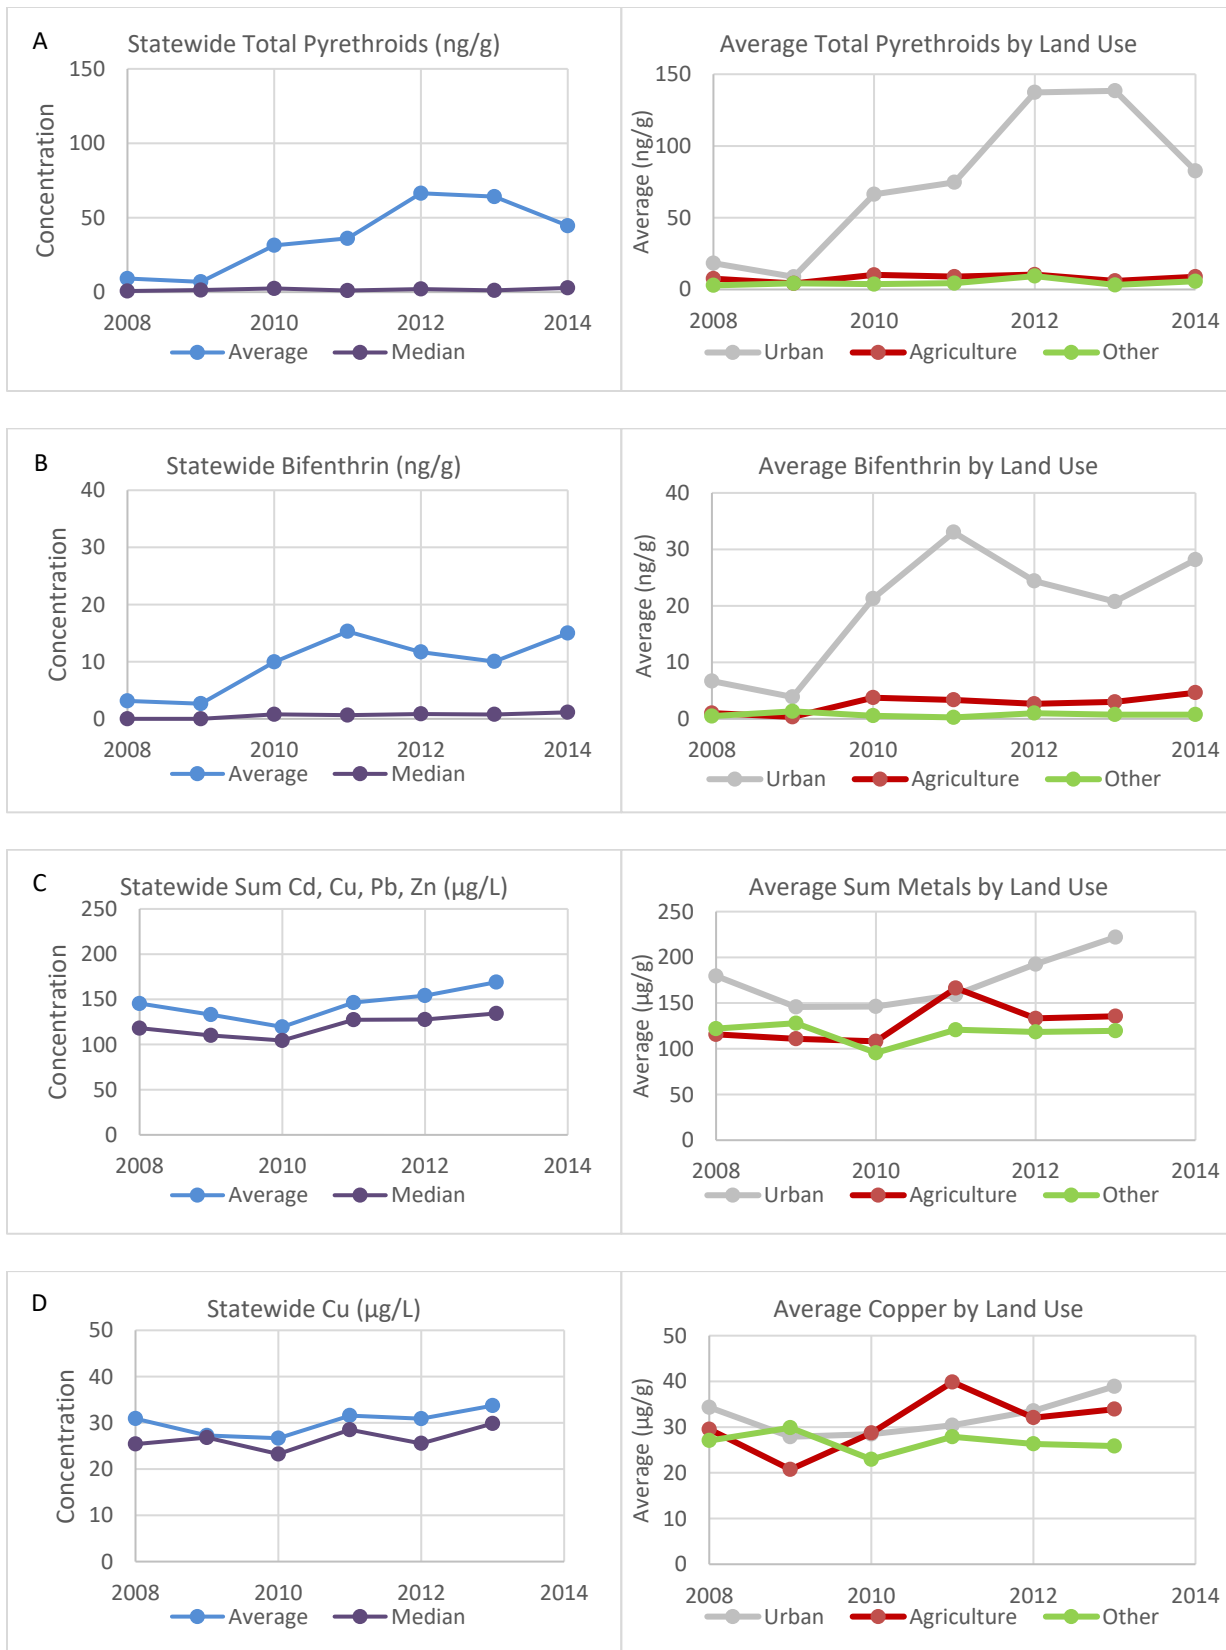 A
Statewide Total Pyrethroids (ng/g)
150
100
50
0
Concentration
2008 2010 2012 2014
Average Median
Average Total Pyrethroids by Land Use
150
100
50
0
Average (ng/g)
2008 2010 2012 2014
Urban Agriculture Other
B
Statewide Bifenthrin (ng/g)
40
30
20
10
0
Concentration
2008 2010 2012 2014
Average Median
Average Bifenthrin by Land Use
40
30
20
10
0
Average (ng/g)
2008 2010 2012 2014
Urban Agriculture Other
C
Statewide Sum Cd, Cu, Pb, Zn (µg/L)
250
200
150
100
50
0
Concentration
2008 2010 2012 2014
Average Median
Average Sum Metals by Land Use
250
200
150
100
50
0
Average (µg/g)
2008 2010 2012 2014
Urban Agriculture Other
D
Statewide Cu (µg/L)
50
40
30
20
10
0
Concentration
2008 2010 2012 2014
Average Median
Average Copper by Land Use
50
40
30
20
10
0
Average (µg/g)
2008 2010 2012 2014
Urban Agriculture Other